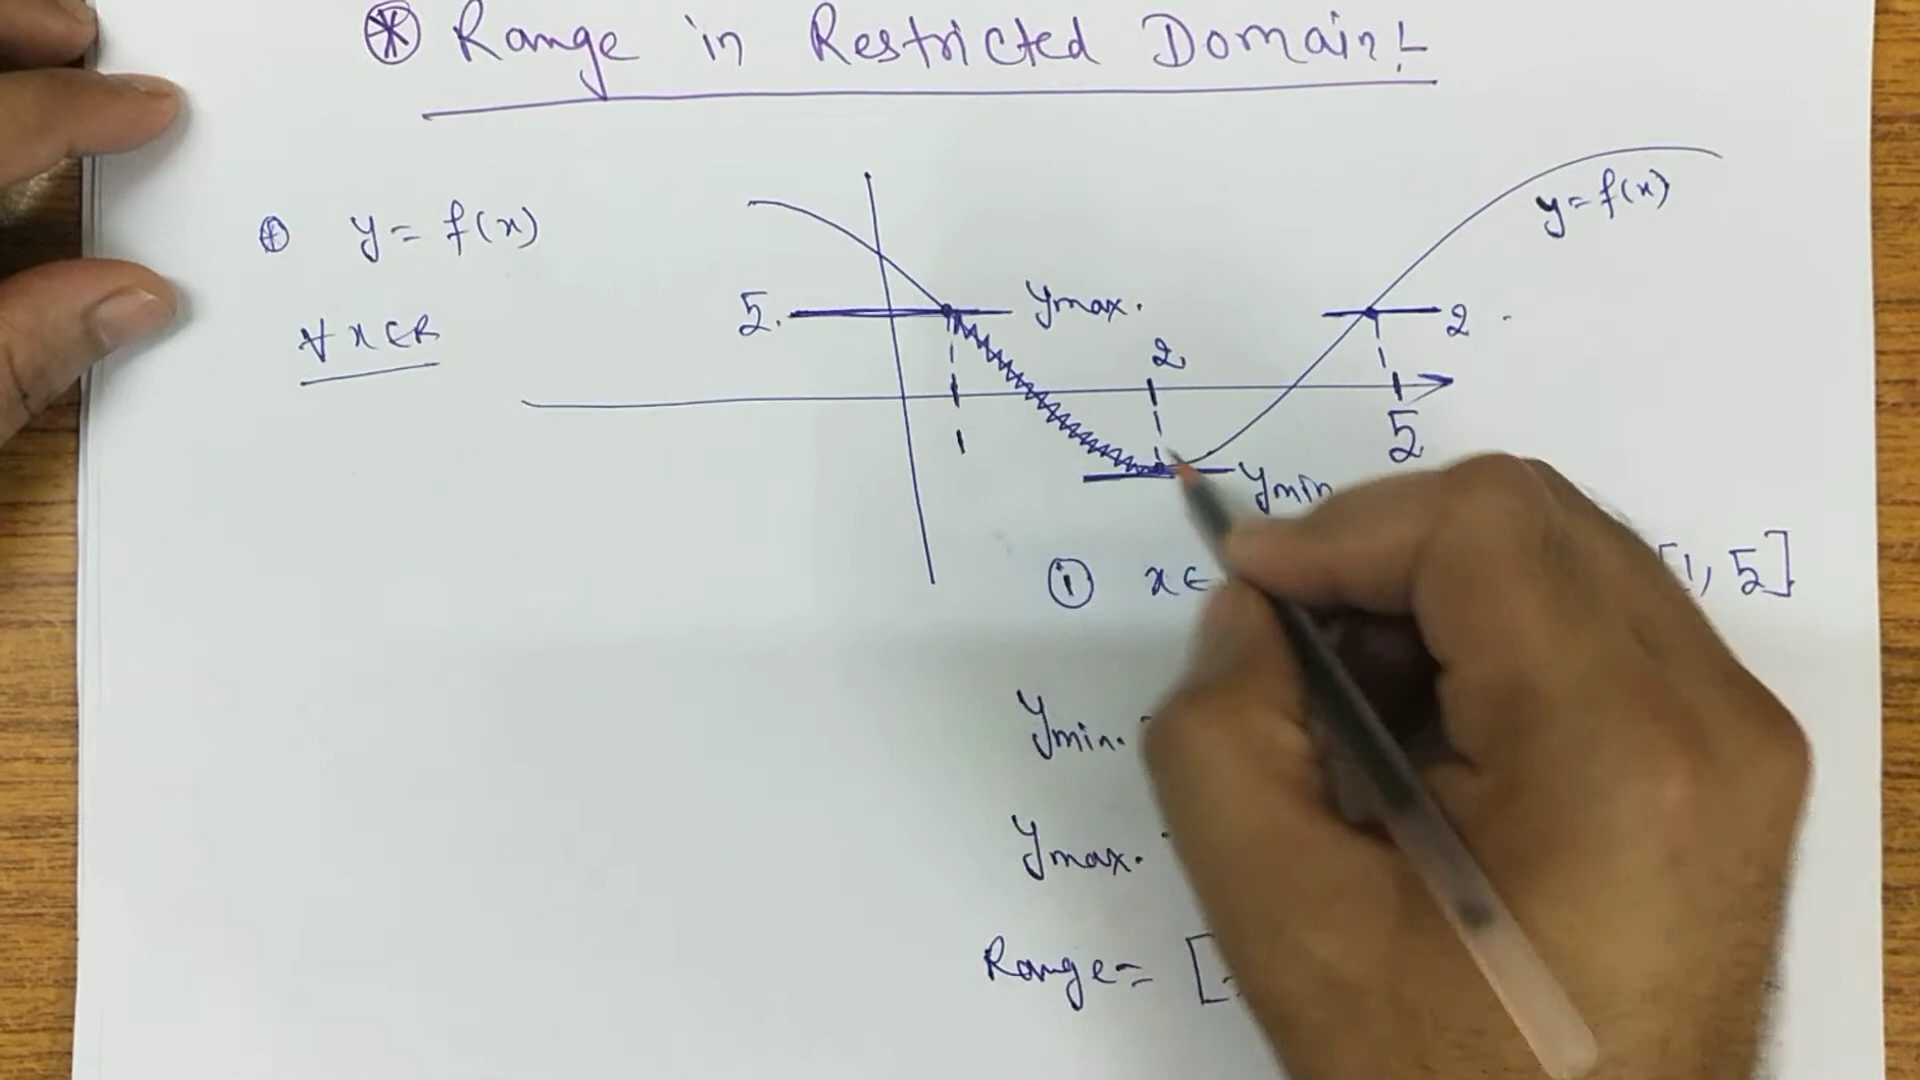 ⊛ Range in Restricted Domain :-
⊕ y = f(x)
∀ x ∈ R
y = f(x)
5.
ymax.
2
2
1
5
ymin
(i) x ∈
[1, 5]
ymin.
ymax.
Range = [